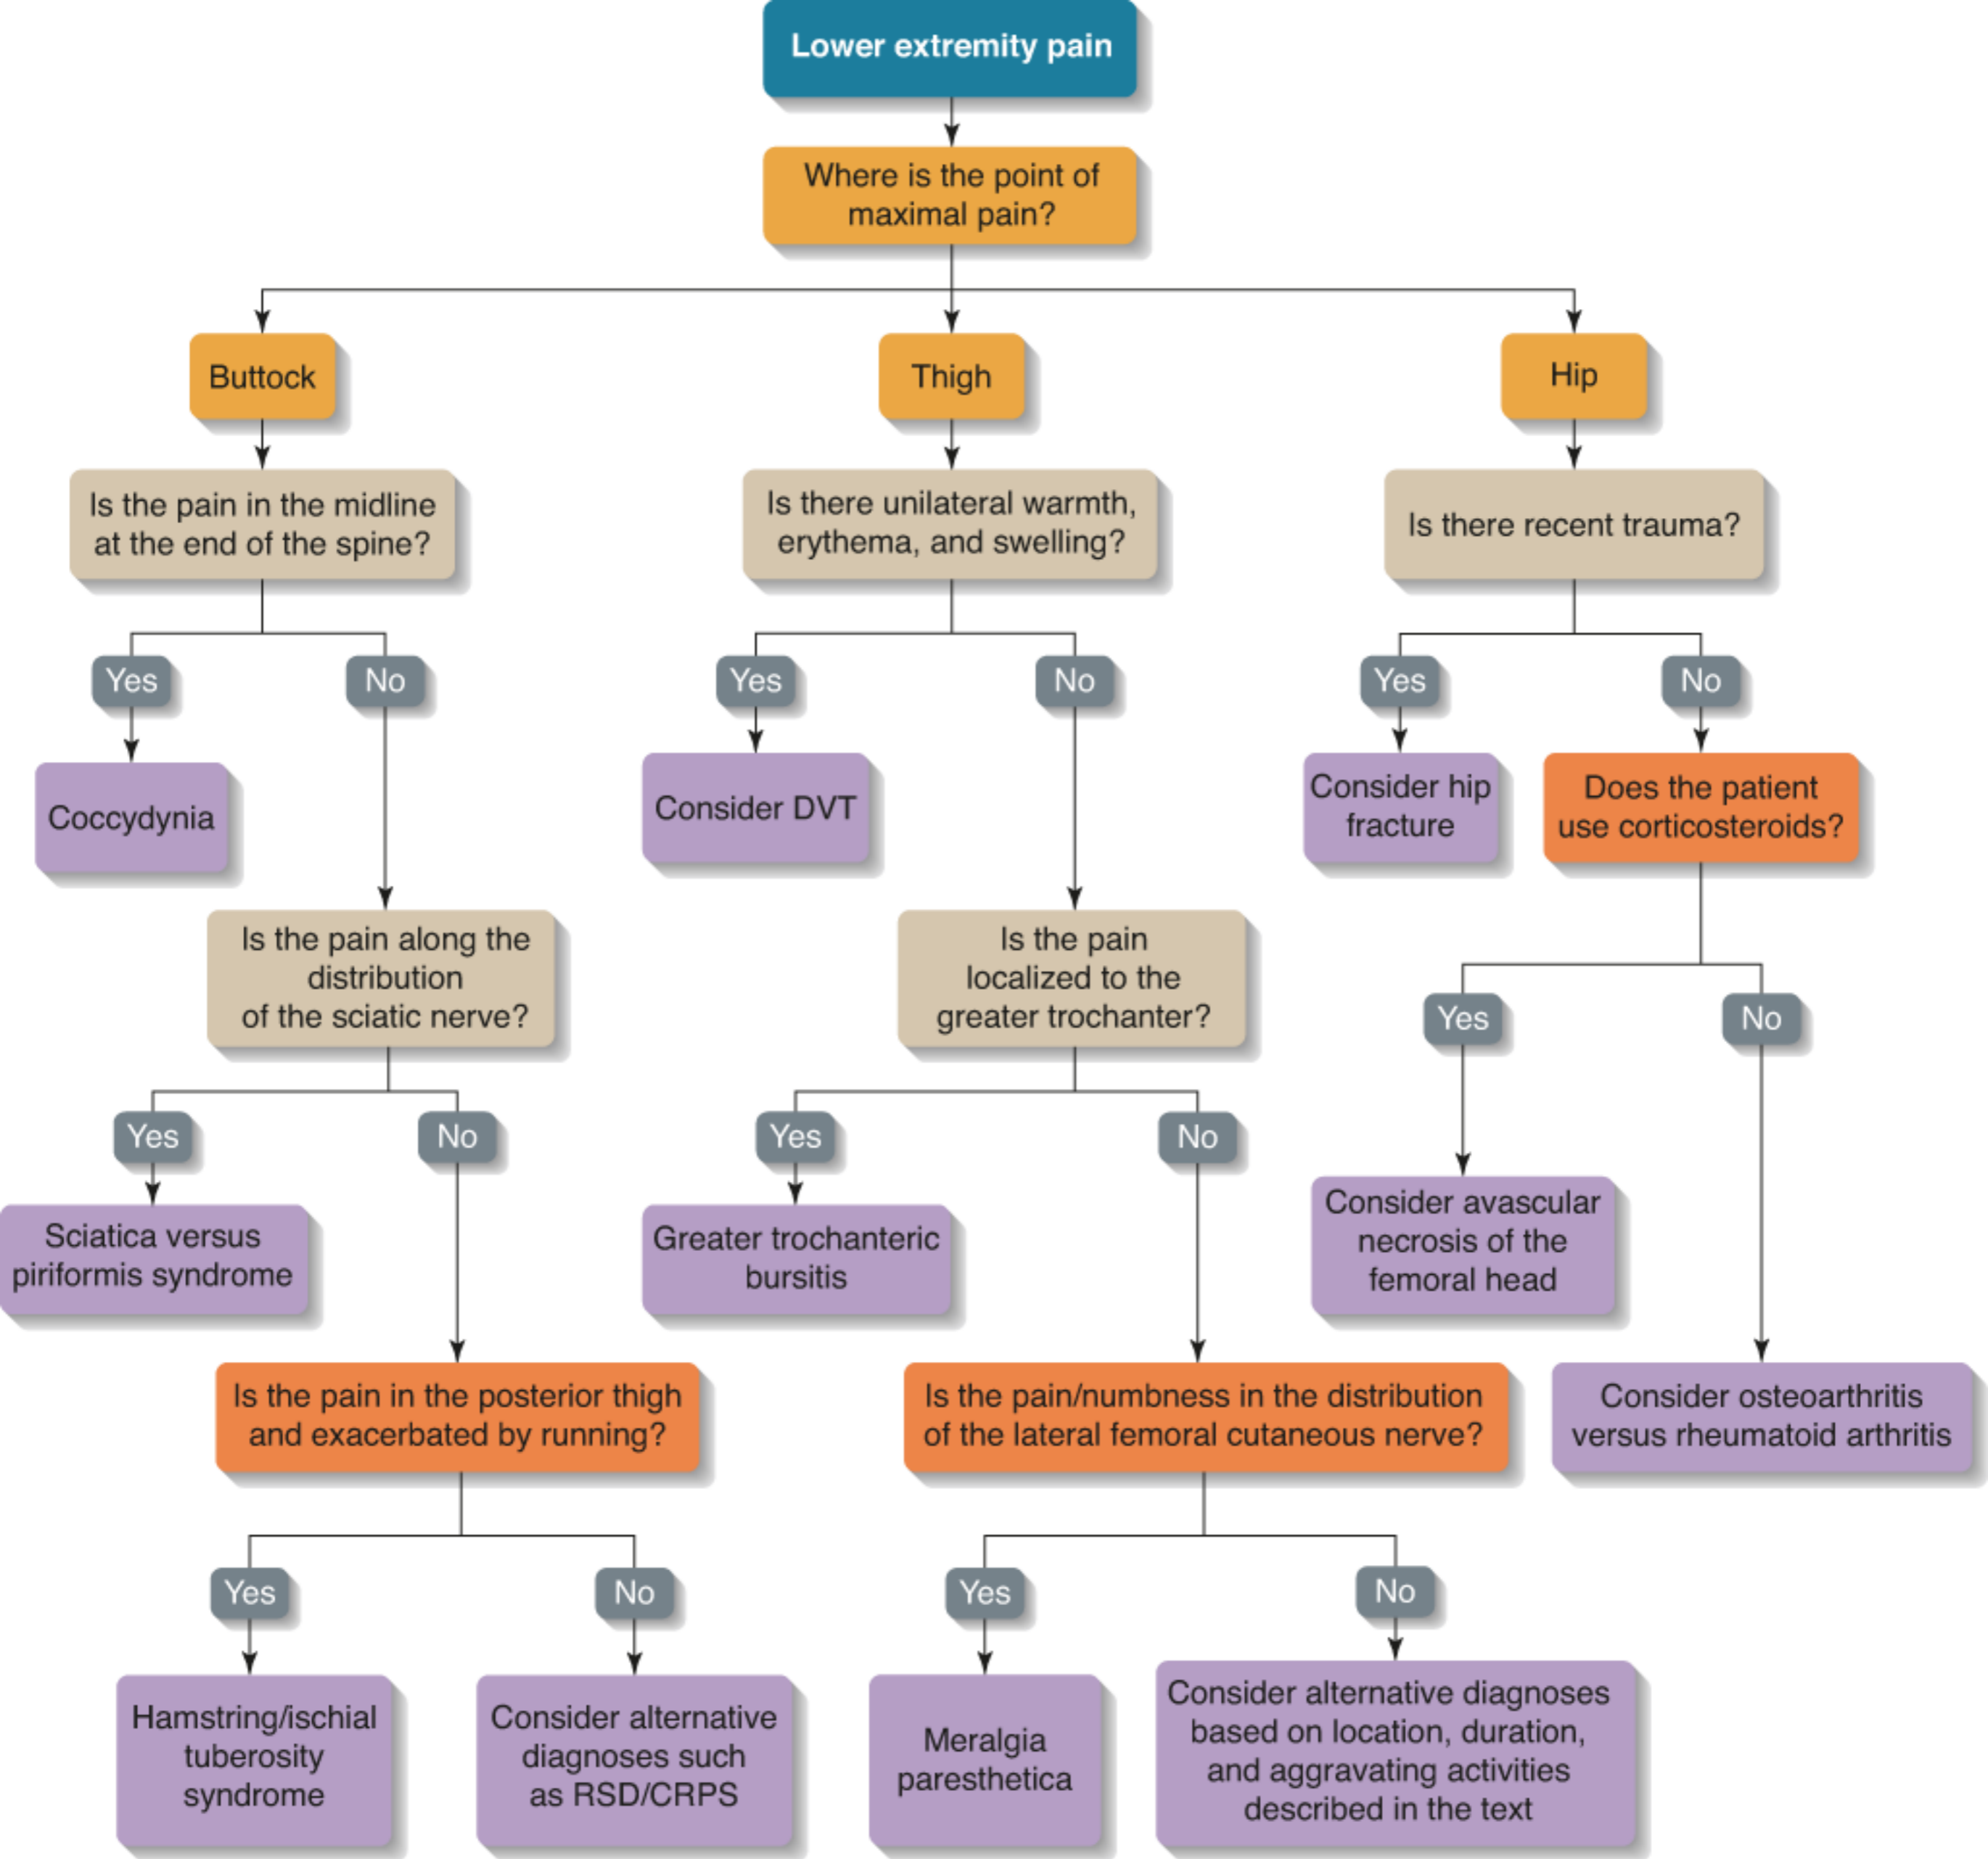 Lower extremity pain
Where is the point of
maximal pain?
Buttock
Thigh
Hip
Is the pain in the midline
at the end of the spine?
Is there unilateral warmth,
erythema, and swelling?
Is there recent trauma?
Yes
No
Yes
No
Yes
No
Coccydynia
Consider DVT
Consider hip
fracture
Does the patient
use corticosteroids?
Is the pain along the
distribution
of the sciatic nerve?
Is the pain
localized to the
greater trochanter?
Yes
No
Yes
No
Yes
No
Sciatica versus
piriformis syndrome
Greater trochanteric
bursitis
Consider avascular
necrosis of the
femoral head
Is the pain in the posterior thigh
and exacerbated by running?
Is the pain/numbness in the distribution
of the lateral femoral cutaneous nerve?
Consider osteoarthritis
versus rheumatoid arthritis
Yes
No
Yes
No
Hamstring/ischial
tuberosity
syndrome
Consider alternative
diagnoses such
as RSD/CRPS
Meralgia
paresthetica
Consider alternative diagnoses
based on location, duration,
and aggravating activities
described in the text